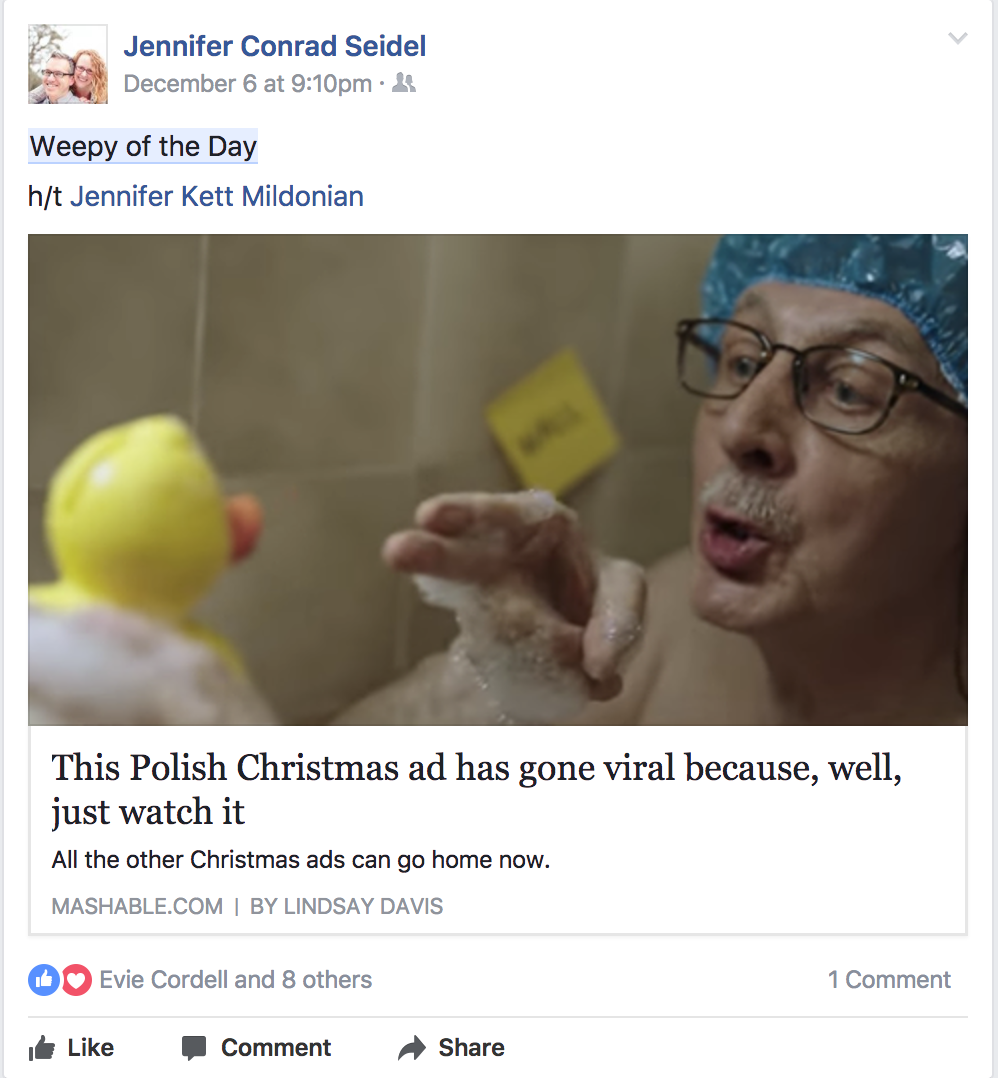 Jennifer Conrad Seidel
December 6 at 9:10pm ·
Weepy of the Day
h/t Jennifer Kett Mildonian
This Polish Christmas ad has gone viral because, well,
just watch it
All the other Christmas ads can go home now.
MASHABLE.COM | BY LINDSAY DAVIS
Evie Cordell and 8 others 1 Comment
Like Comment Share